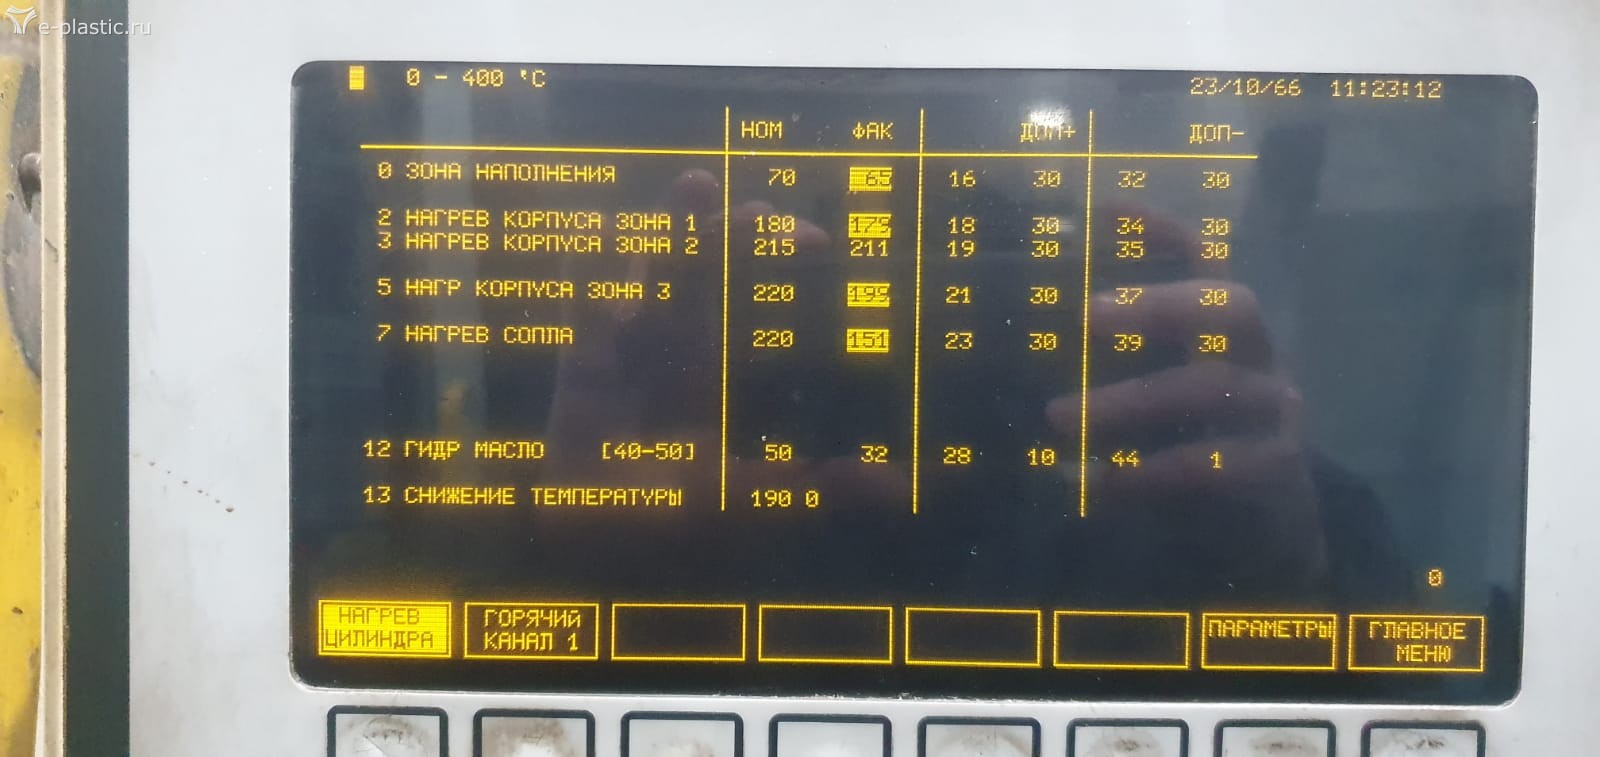 e-plastic.ru
0 - 400 °C 23/10/66 11:23:12
НОМ ФАК ДОП+ ДОП-
0 ЗОНА НАПОЛНЕНИЯ 70 65 16 30 32 30
2 НАГРЕВ КОРПУСА ЗОНА 1 180 179 18 30 34 30
3 НАГРЕВ КОРПУСА ЗОНА 2 215 211 19 30 35 30
5 НАГР КОРПУСА ЗОНА 3 220 199 21 30 37 30
7 НАГРЕВ СОПЛА 220 151 23 30 39 30
12 ГИДР МАСЛО [40-50] 50 32 28 10 44 1
13 СНИЖЕНИЕ ТЕМПЕРАТУРЫ 190 0
0
НАГРЕВ ЦИЛИНДРА
ГОРЯЧИЙ КАНАЛ 1
ПАРАМЕТРЫ
ГЛАВНОЕ МЕНЮ